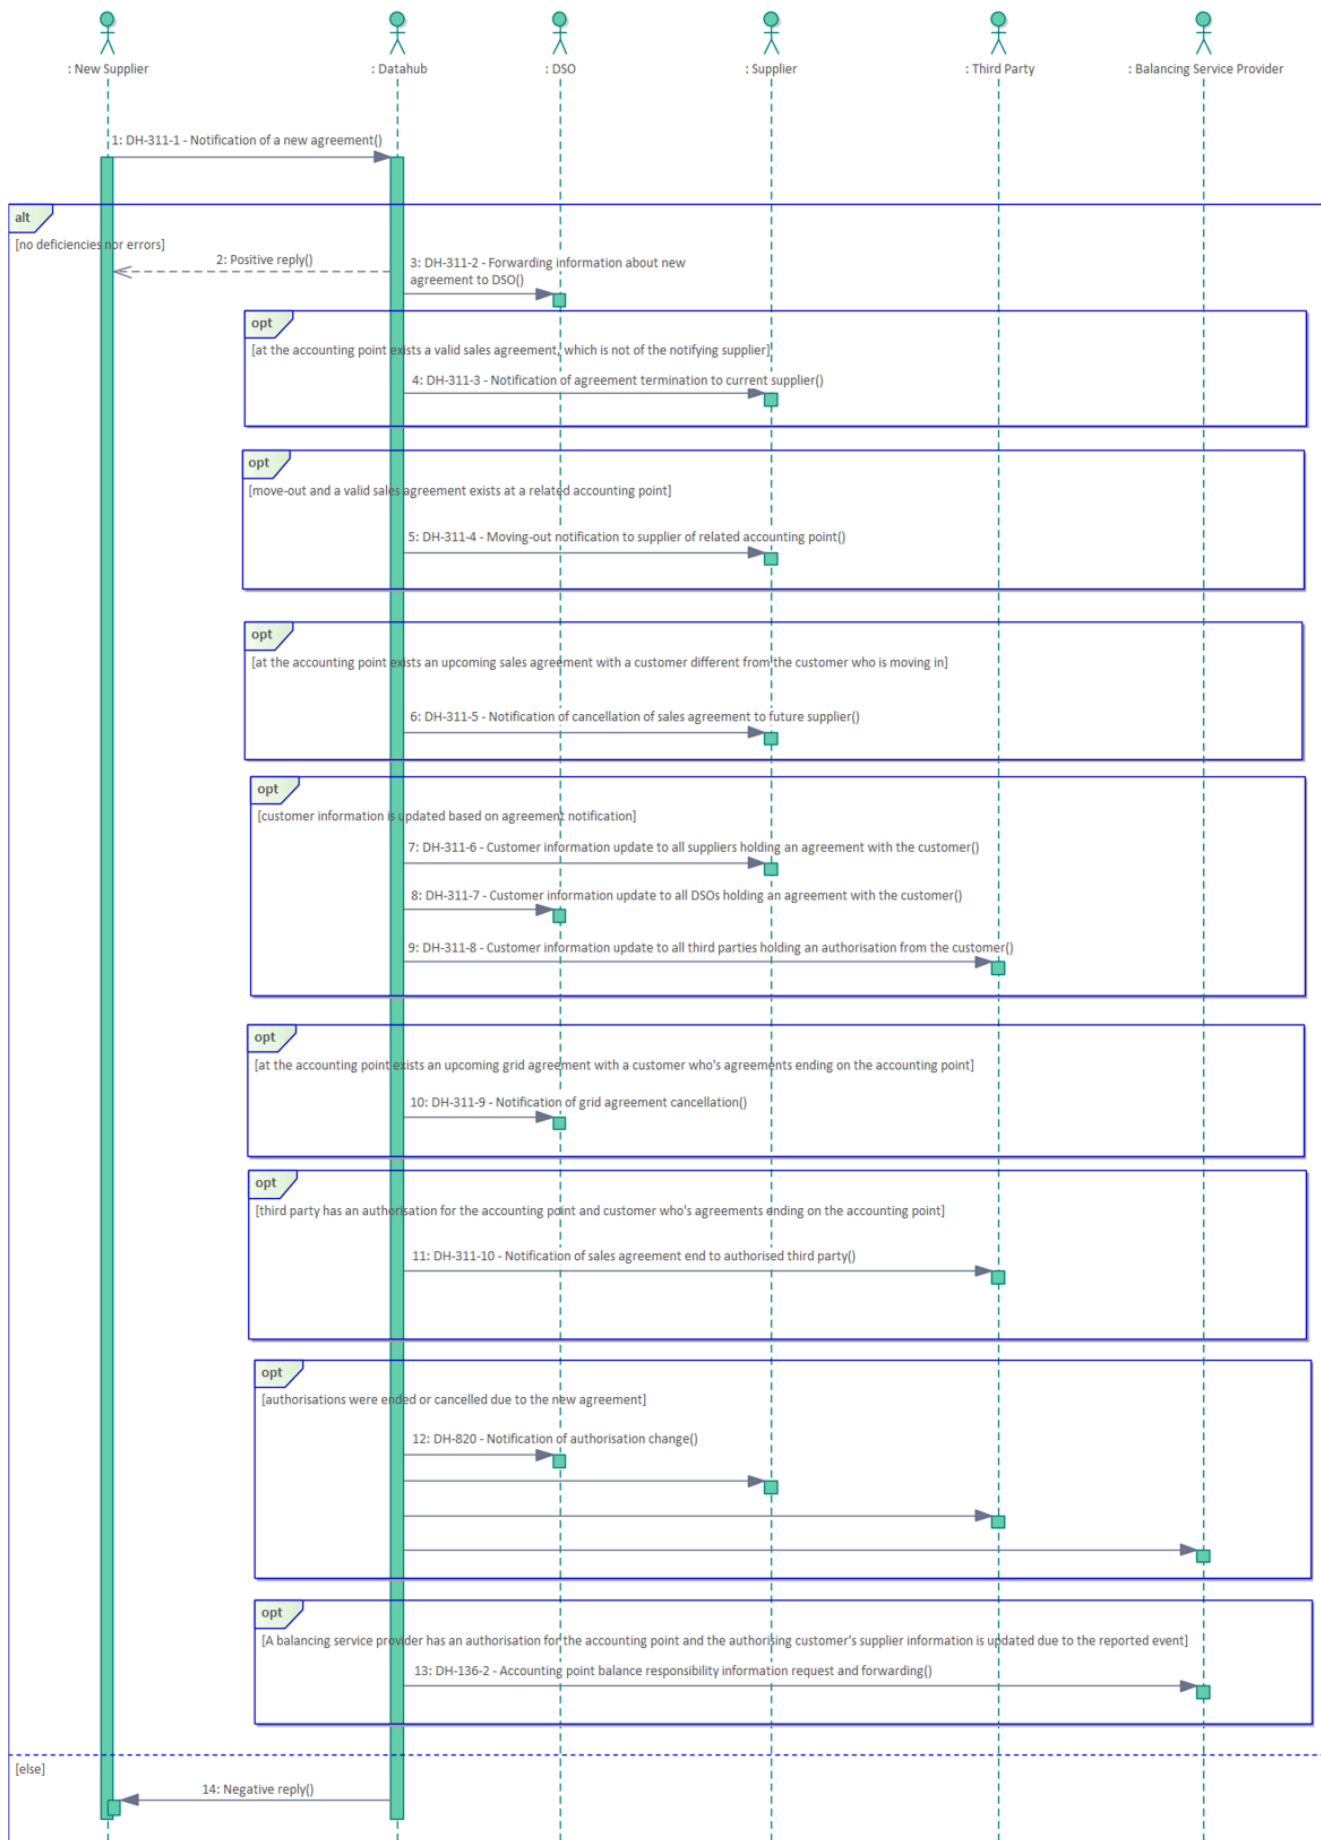 : New Supplier
: Datahub
: DSO
: Supplier
: Third Party
: Balancing Service Provider
1: DH-311-1 - Notification of a new agreement()
alt
[no deficiencies nor errors]
2: Positive reply()
3: DH-311-2 - Forwarding information about new
agreement to DSO()
opt
[at the accounting point exists a valid sales agreement, which is not of the notifying supplier]
4: DH-311-3 - Notification of agreement termination to current supplier()
opt
[move-out and a valid sales agreement exists at a related accounting point]
5: DH-311-4 - Moving-out notification to supplier of related accounting point()
opt
[at the accounting point exists an upcoming sales agreement with a customer different from the customer who is moving in]
6: DH-311-5 - Notification of cancellation of sales agreement to future supplier()
opt
[customer information is updated based on agreement notification]
7: DH-311-6 - Customer information update to all suppliers holding an agreement with the customer()
8: DH-311-7 - Customer information update to all DSOs holding an agreement with the customer()
9: DH-311-8 - Customer information update to all third parties holding an authorisation from the customer()
opt
[at the accounting point exists an upcoming grid agreement with a customer who's agreements ending on the accounting point]
10: DH-311-9 - Notification of grid agreement cancellation()
opt
[third party has an authorisation for the accounting point and customer who's agreements ending on the accounting point]
11: DH-311-10 - Notification of sales agreement end to authorised third party()
opt
[authorisations were ended or cancelled due to the new agreement]
12: DH-820 - Notification of authorisation change()
opt
[A balancing service provider has an authorisation for the accounting point and the authorising customer's supplier information is updated due to the reported event]
13: DH-136-2 - Accounting point balance responsibility information request and forwarding()
[else]
14: Negative reply()